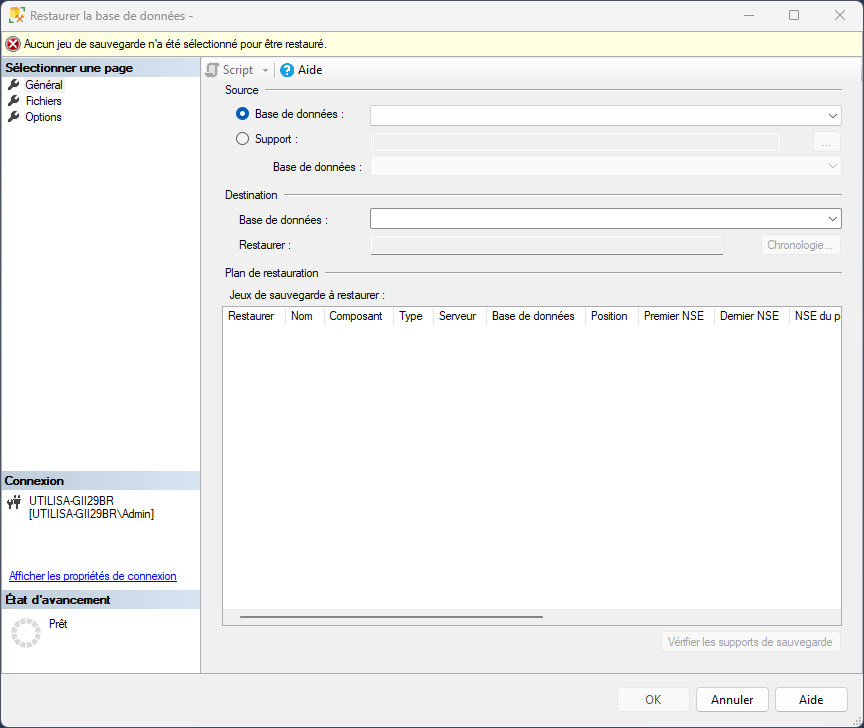 Restaurer la base de données -
Aucun jeu de sauvegarde n'a été sélectionné pour être restauré.
Sélectionner une page
Général
Fichiers
Options
Script
Aide
Source
Base de données :
Support :
...
Base de données :
Destination
Base de données :
Restaurer :
Chronologie...
Plan de restauration
Jeux de sauvegarde à restaurer :
Restaurer Nom Composant Type Serveur Base de données Position Premier NSE Dernier NSE NSE du p
Connexion
UTILISA-GII29BR
[UTILISA-GII29BR\Admin]
Afficher les propriétés de connexion
État d'avancement
Prêt
Vérifier les supports de sauvegarde
OK Annuler Aide